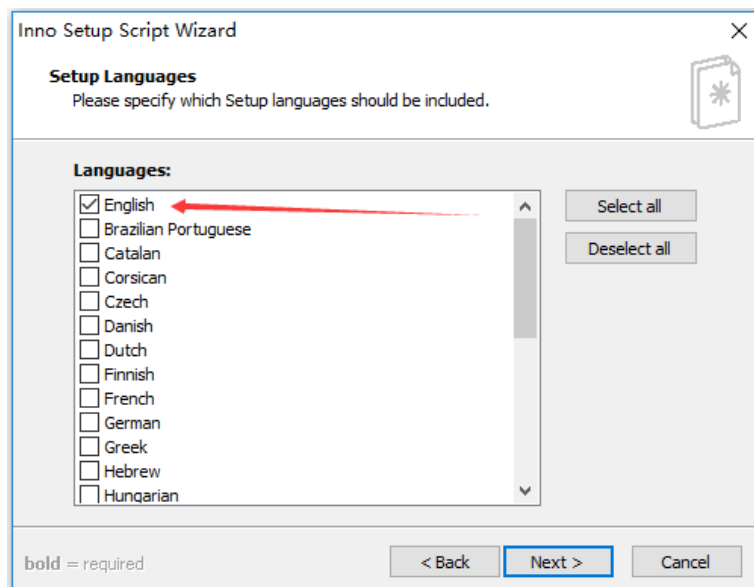 Inno Setup Script Wizard
Setup Languages
Please specify which Setup languages should be included.
Languages:
English
Brazilian Portuguese
Catalan
Corsican
Czech
Danish
Dutch
Finnish
French
German
Greek
Hebrew
Hungarian
Select all
Deselect all
bold = required
< Back
Next >
Cancel